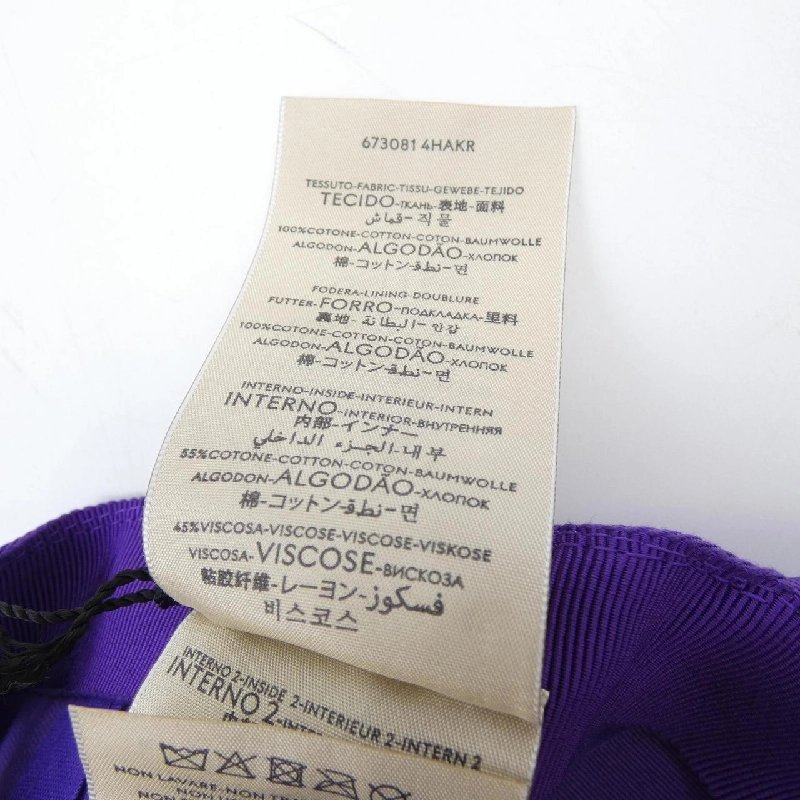 673081 4HAKR
TESSUTO-FABRIC-TISSU-GEWEBE-TEJIDO
TECIDO-ТКАНЬ-表地-面料
قماش-직물
100%COTONE-COTTON-COTON-BAUMWOLLE
ALGODON-ALGODÃO-ХЛОПОК
棉-コットン-قطن-면
FODERA-LINING-DOUBLURE
FUTTER-FORRO-ПОДКЛАДКА-里料
裏地-البطانة-안감
100%COTONE-COTTON-COTON-BAUMWOLLE
ALGODON-ALGODÃO-ХЛОПОК
棉-コットン-قطن-면
INTERNO-INSIDE-INTERIEUR-INTERN
INTERNO-INTERIOR-ВНУТРЕННЯЯ
内部-インナー
الجزء الداخلي-내부
55%COTONE-COTTON-COTON-BAUMWOLLE
ALGODON-ALGODÃO-ХЛОПОК
棉-コットン-قطن-면
45%VISCOSA-VISCOSE-VISCOSE-VISKOSE
VISCOSA-VISCOSE-ВИСКОЗА
粘胶纤维-レーヨン-فسكوز
비스코스
INTERNO 2-INSIDE 2-INTERIEUR 2-INTERN 2
INTERNO 2-
NON LAVARE-NON
NON